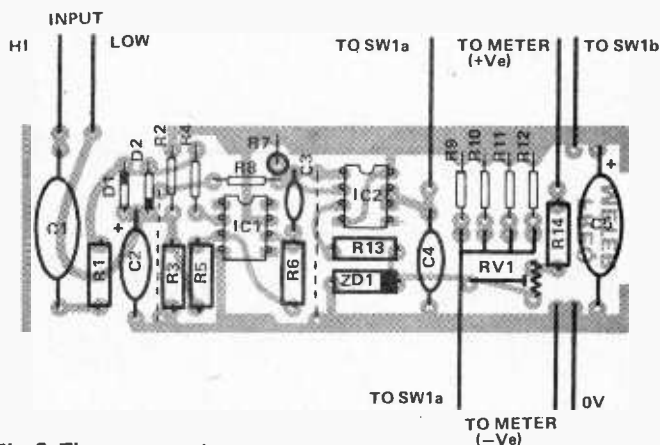 INPUT
HI
LOW
TO SW1a
TO METER
(+Ve)
TO SW1b
D1
D2
R2
R4
R7
R8
C3
IC2
R9
R10
R11
R12
+
C1
R1
+
C2
R3
R5
IC1
R6
R13
ZD1
C4
RV1
R14
TO SW1a
TO METER
(−Ve)
0V